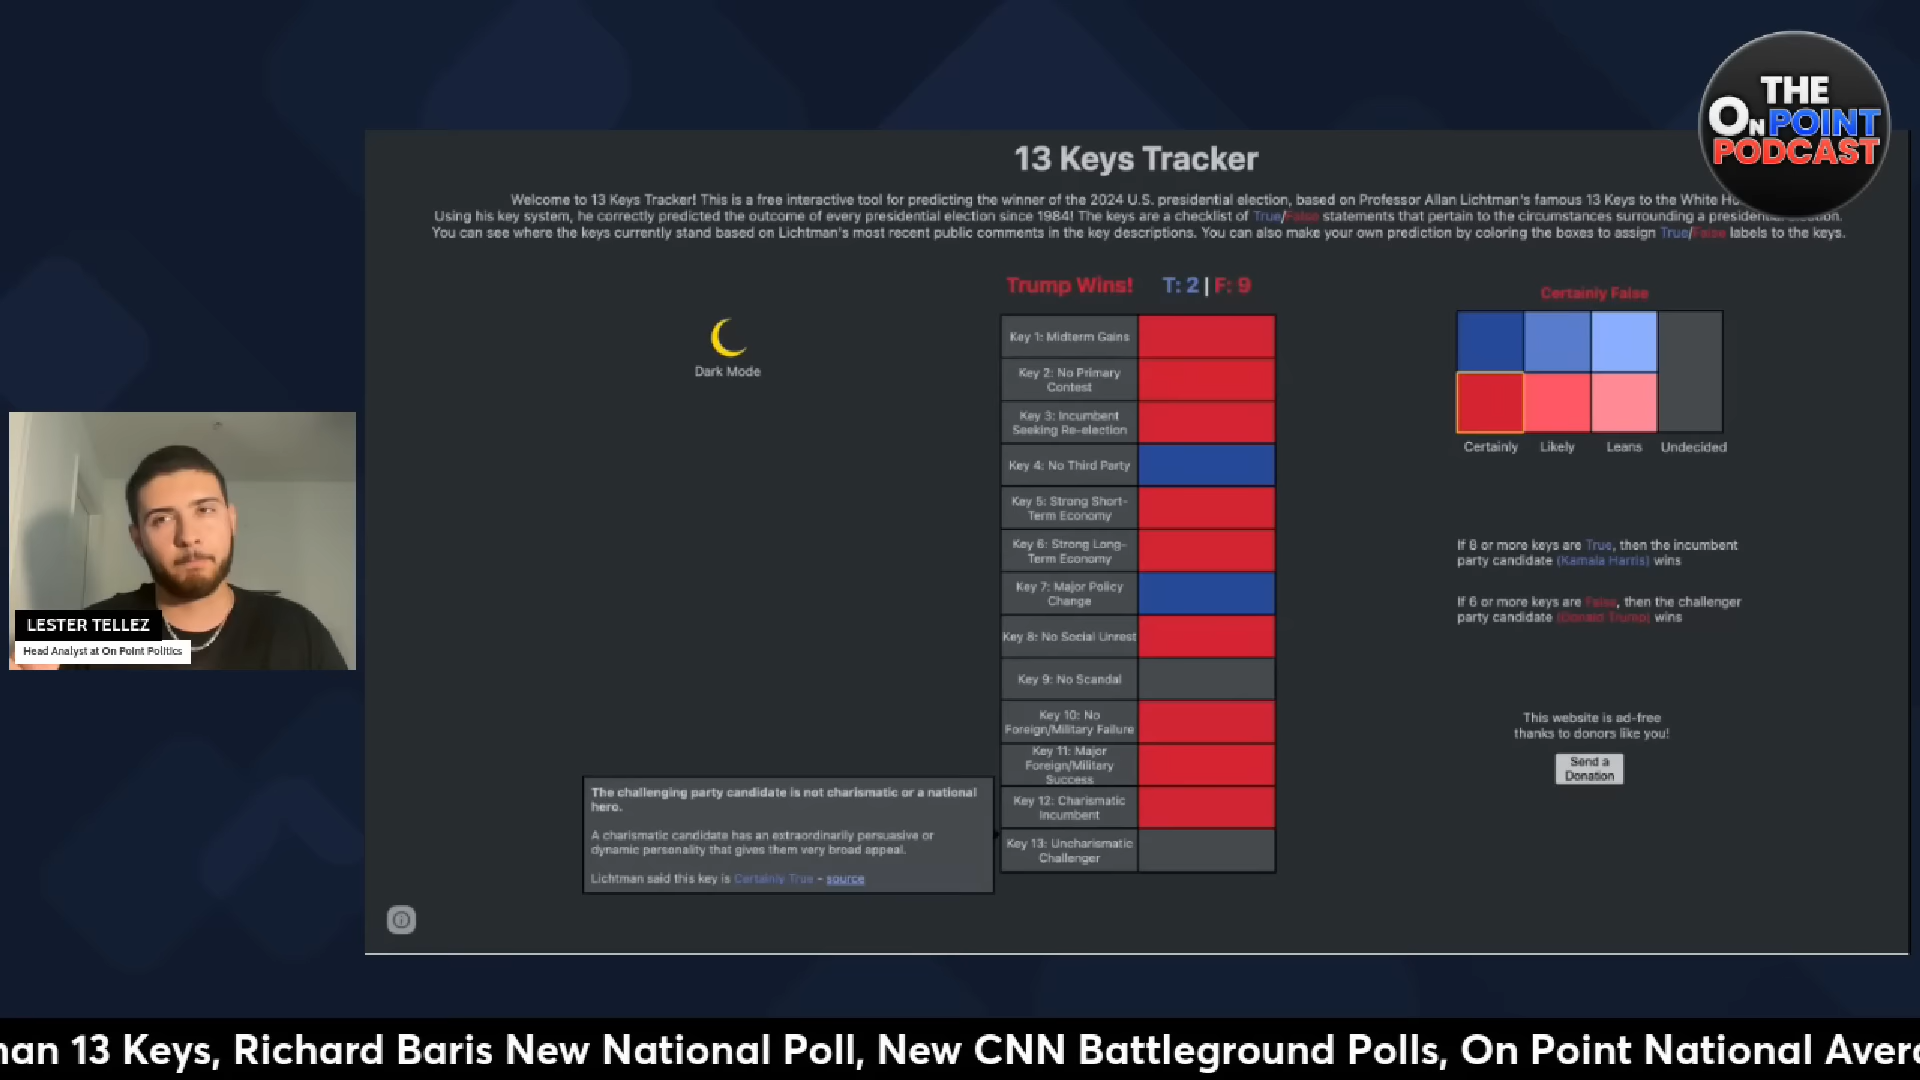 THE
ON POINT
PODCAST
13 Keys Tracker
Welcome to 13 Keys Tracker! This is a free interactive tool for predicting the winner of the 2024 U.S. presidential election, based on Professor Allan Lichtman's famous 13 Keys to the White
Using his key system, he correctly predicted the outcome of every presidential election since 1984! The keys are a checklist of True/False statements that pertain to the circumstances surrounding a presidential election.
You can see where the keys currently stand based on Lichtman's most recent public comments in the key descriptions. You can also make your own prediction by coloring the boxes to assign True/False labels to the keys.
Trump Wins! T: 2 | F: 9
Dark Mode
Key 1: Midterm Gains
Key 2: No Primary
Contest
Key 3: Incumbent
Seeking Re-election
Key 4: No Third Party
Key 5: Strong Short-
Term Economy
Key 6: Strong Long-
Term Economy
Key 7: Major Policy
Change
Key 8: No Social Unrest
Key 9: No Scandal
Key 10: No
Foreign/Military Failure
Key 11: Major
Foreign/Military
Success
Key 12: Charismatic
Incumbent
Key 13: Uncharismatic
Challenger
Certainly False
Certainly Likely Leans Undecided
If 8 or more keys are True, then the incumbent
party candidate (Kamala Harris) wins
If 6 or more keys are False, then the challenger
party candidate (Donald Trump) wins
This website is ad-free
thanks to donors like you!
Send a
Donation
The challenging party candidate is not charismatic or a national
hero.
A charismatic candidate has an extraordinarily persuasive or
dynamic personality that gives them very broad appeal.
Lichtman said this key is Certainly True - source
LESTER TELLEZ
Head Analyst at On Point Politics
man 13 Keys, Richard Baris New National Poll, New CNN Battleground Polls, On Point National Avera